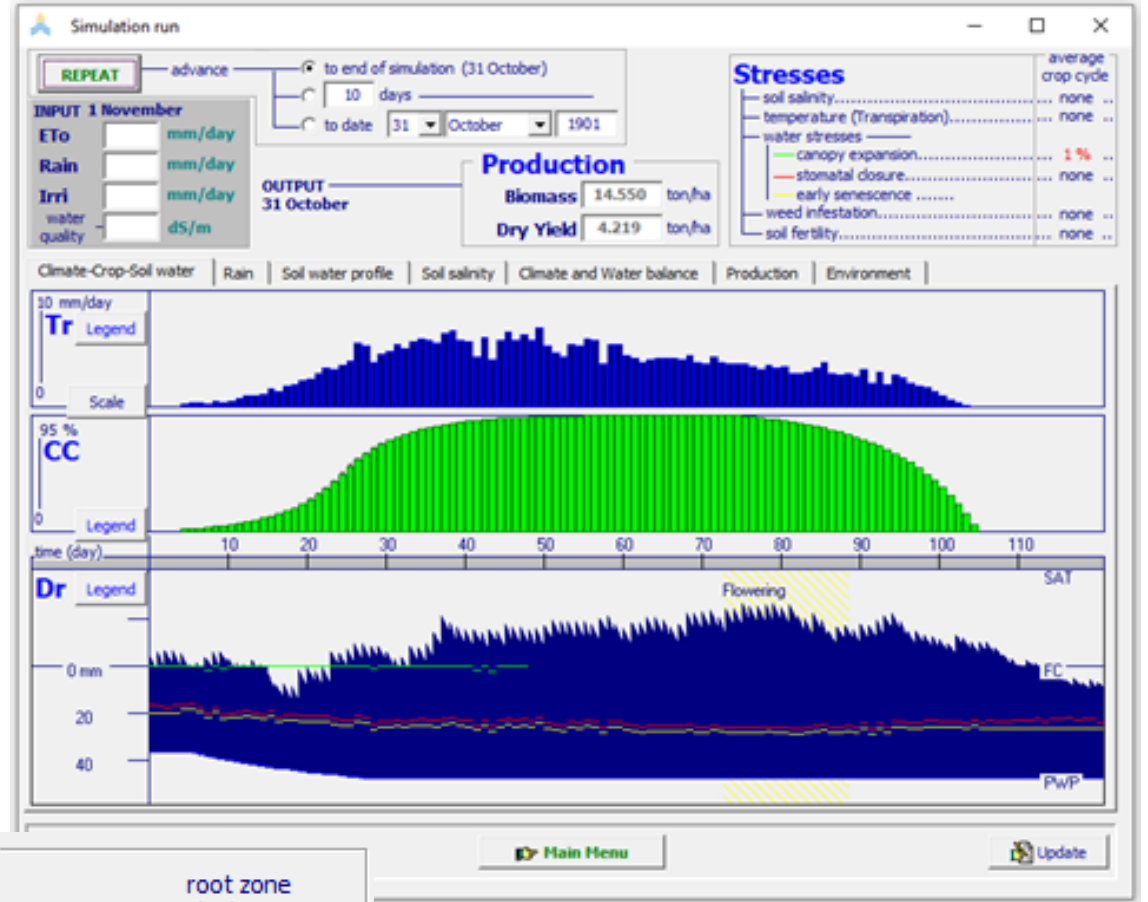 Simulation run
REPEAT
advance
to end of simulation (31 October)
10 days
to date 31 October 1901
INPUT 1 November
ETo mm/day
Rain mm/day
Irri mm/day
water
quality dS/m
OUTPUT
31 October
Production
Biomass 14.550 ton/ha
Dry Yield 4.219 ton/ha
average
Stresses crop cycle
soil salinity.......................... none ..
temperature (Transpiration)................. none ..
water stresses
canopy expansion......................... 1 % ..
stomatal closure......................... none ..
early senescence .......
weed infestation......................... none ..
soil fertility......................... none ..
Climate-Crop-Soil water Rain Soil water profile Soil salinity Climate and Water balance Production Environment
10 mm/day
Tr Legend
0 Scale
95 %
CC
0 Legend
time (day) 10 20 30 40 50 60 70 80 90 100 110
Dr Legend Flowering SAT
0 mm FC
20
40
PWP
Main Menu Update
root zone